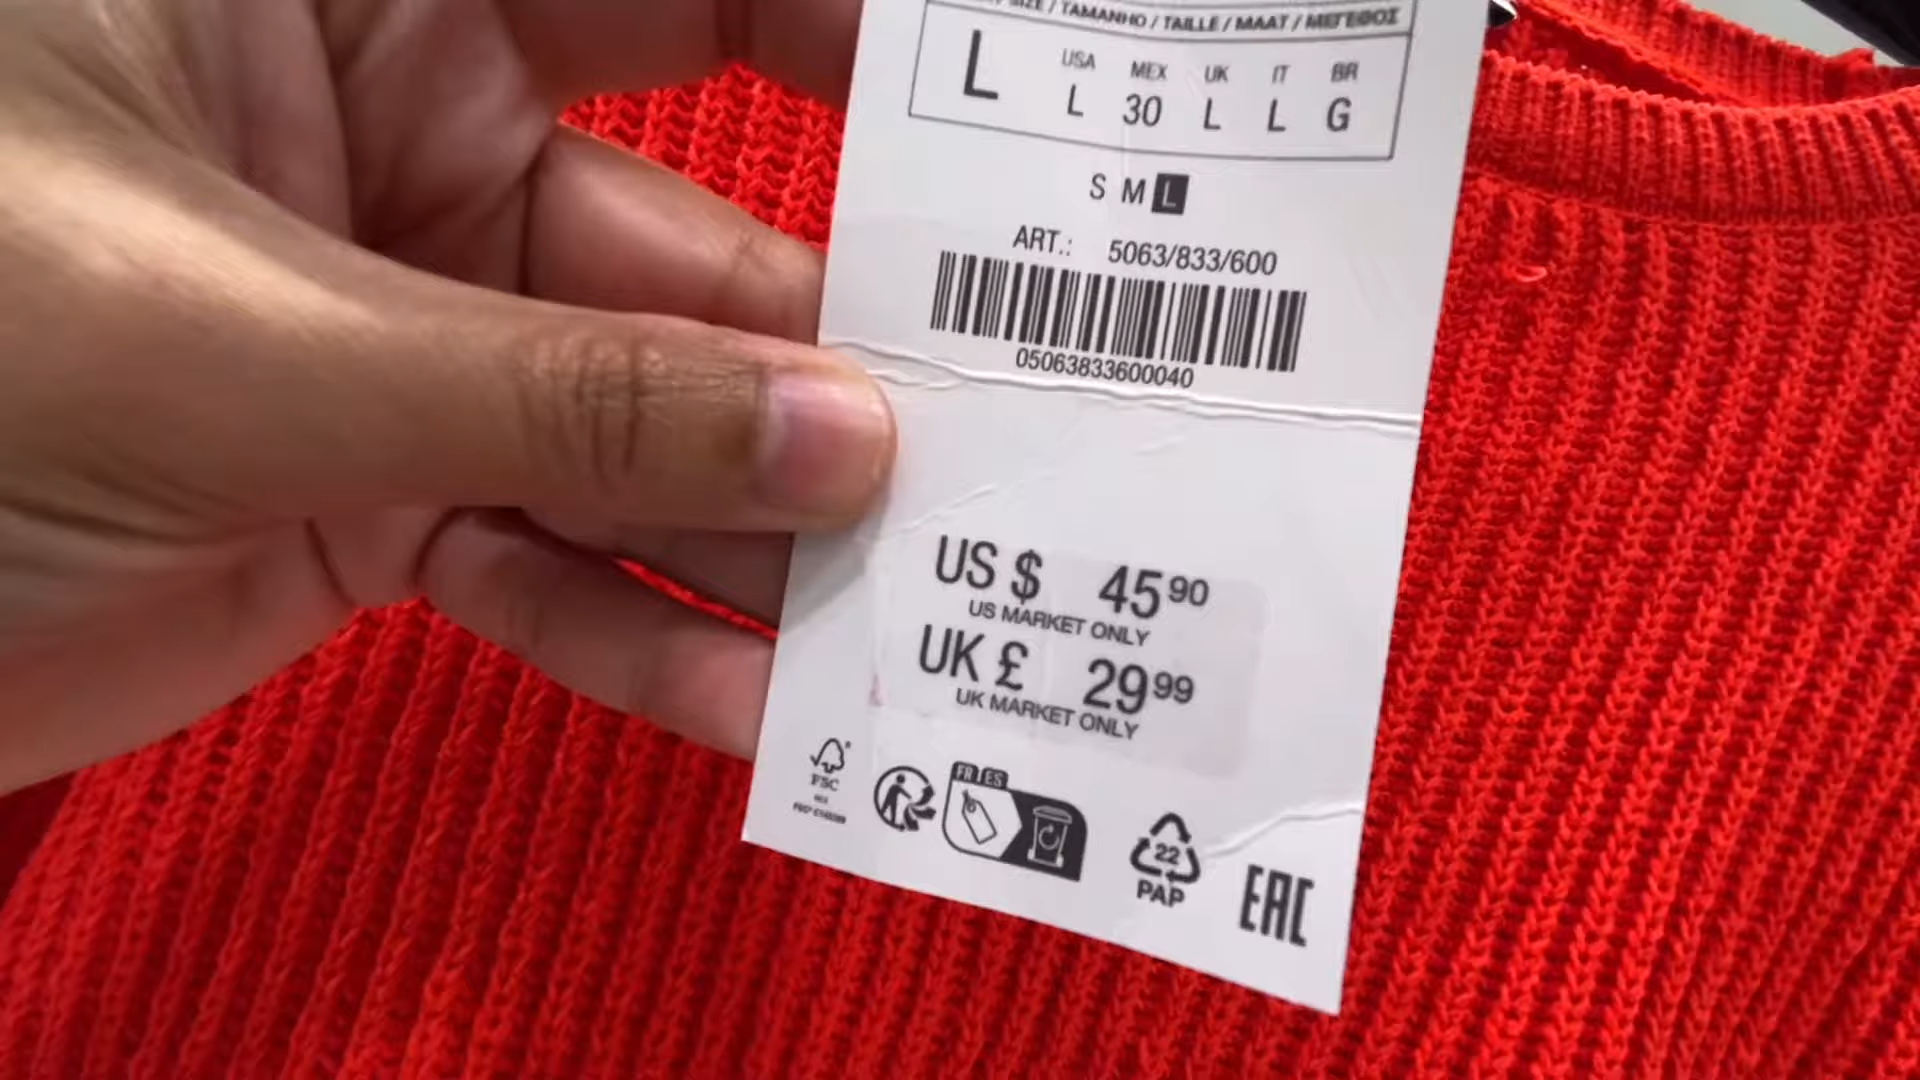 SIZE / TAMANHO / TAILLE / MAAT / ΜΕΓΕΘΟΣ
USA MEX UK IT BR
L L 30 L L G
S M L
ART.: 5063/833/600
05063833600040
US $ 45 90
US MARKET ONLY
UK £ 29 99
UK MARKET ONLY
FSC
FR ES
22
PAP
EAC